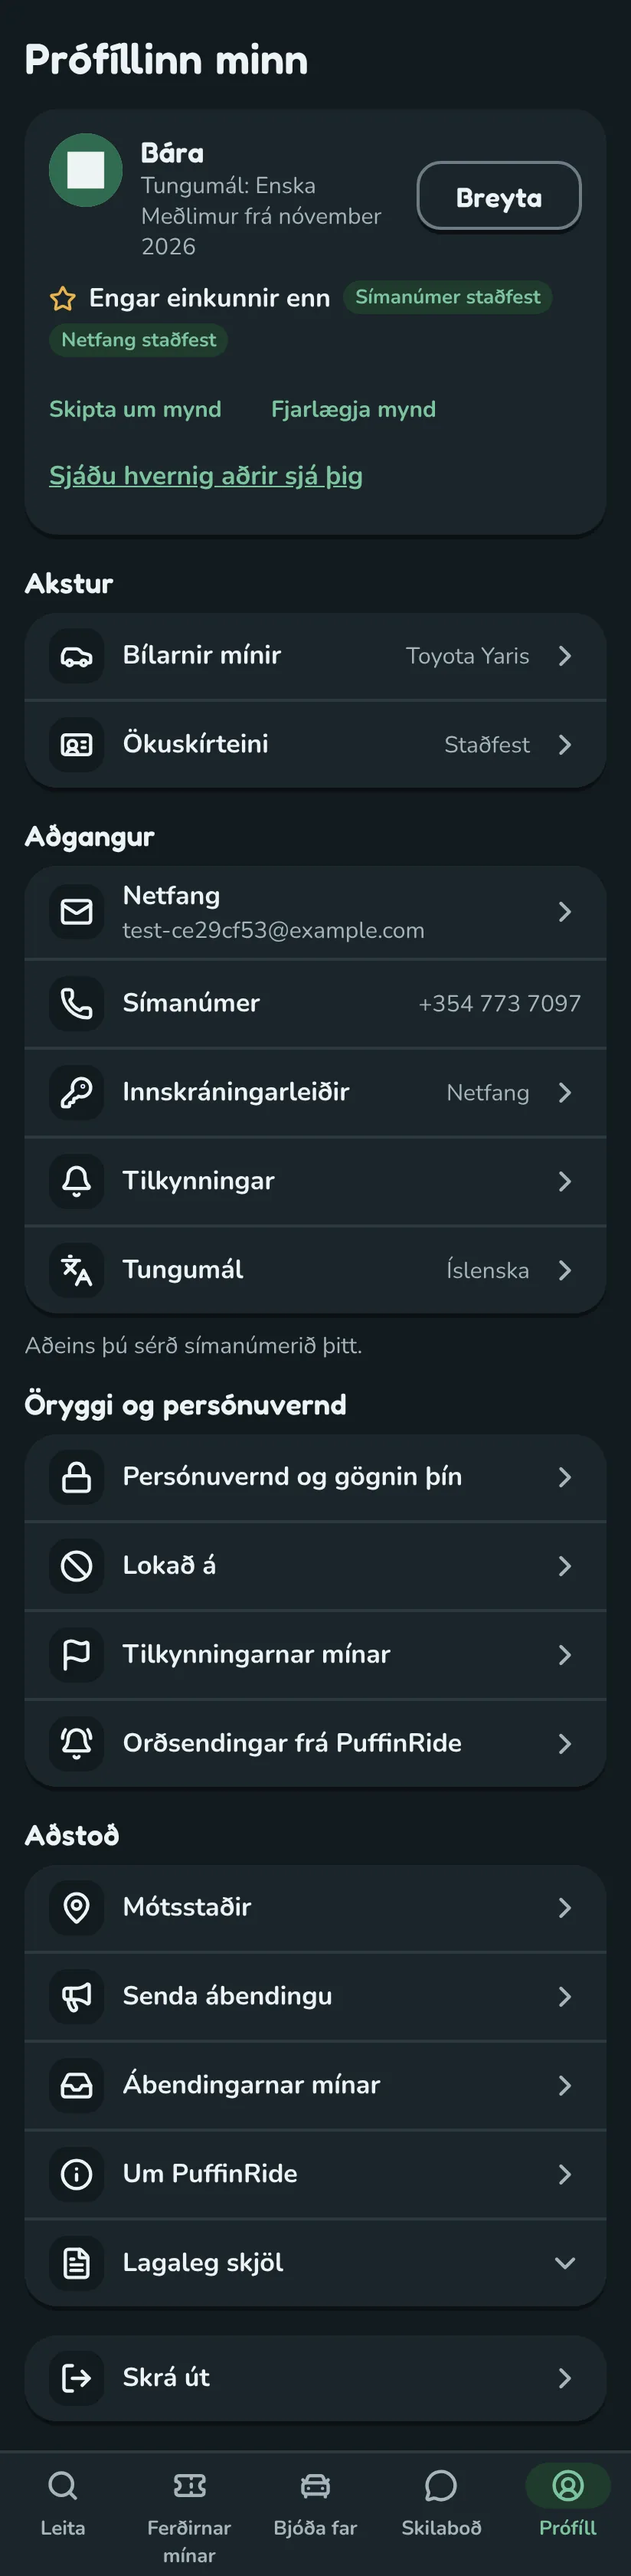 Prófíllinn minn
Bára
Tungumál: Enska
Meðlimur frá nóvember
2026
Breyta
Engar einkunnir enn
Símanúmer staðfest
Netfang staðfest
Skipta um mynd
Fjarlægja mynd
Sjáðu hvernig aðrir sjá þig
Akstur
Bílarnir mínir
Toyota Yaris
Ökuskírteini
Staðfest
Aðgangur
Netfang
test-ce29cf53@example.com
Símanúmer
+354 773 7097
Innskráningarleiðir
Netfang
Tilkynningar
Tungumál
Íslenska
Aðeins þú sérð símanúmerið þitt.
Öryggi og persónuvernd
Persónuvernd og gögnin þín
Lokað á
Tilkynningarnar mínar
Orðsendingar frá PuffinRide
Aðstoð
Mótsstaðir
Senda ábendingu
Ábendingarnar mínar
Um PuffinRide
Lagaleg skjöl
Skrá út
Leita
Ferðirnar
mínar
Bjóða far
Skilaboð
Prófíll